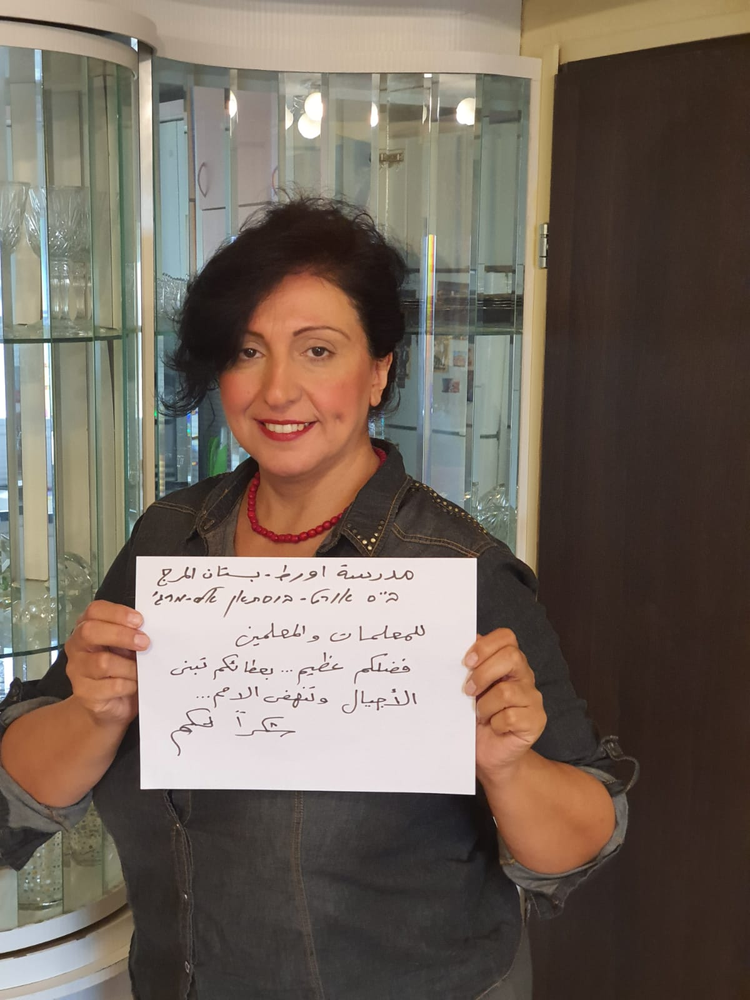 مدرسة اورط - بستان المرج
ב"ס אורט - בוסתאן אל-מרג'
للمعلمات والمعلمين
فضلكم عظيم... بعطائكم تبنى
الأجيال وتنهض الامم...
شكراً لكم